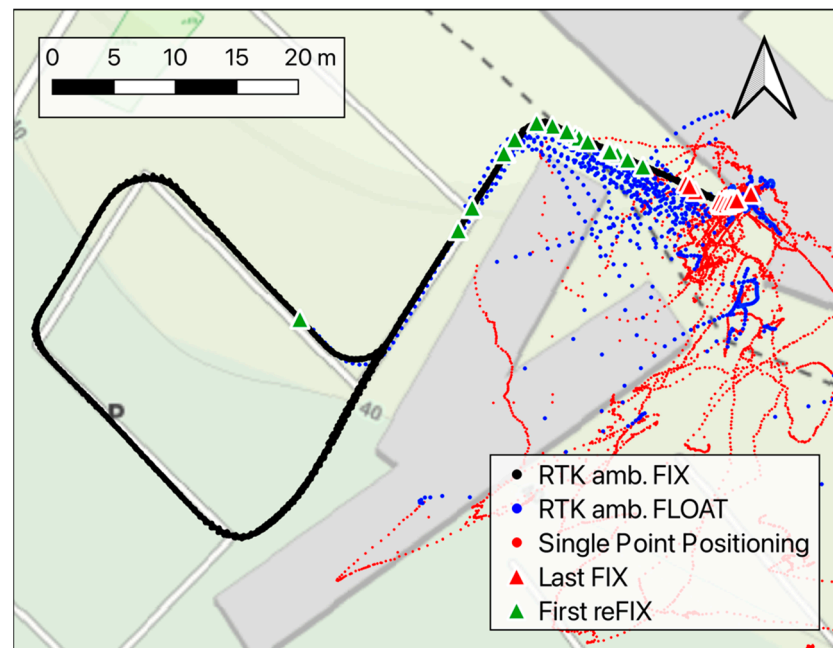 0 5 10 15 20 m
40
P
40
RTK amb. FIX
RTK amb. FLOAT
Single Point Positioning
Last FIX
First reFIX